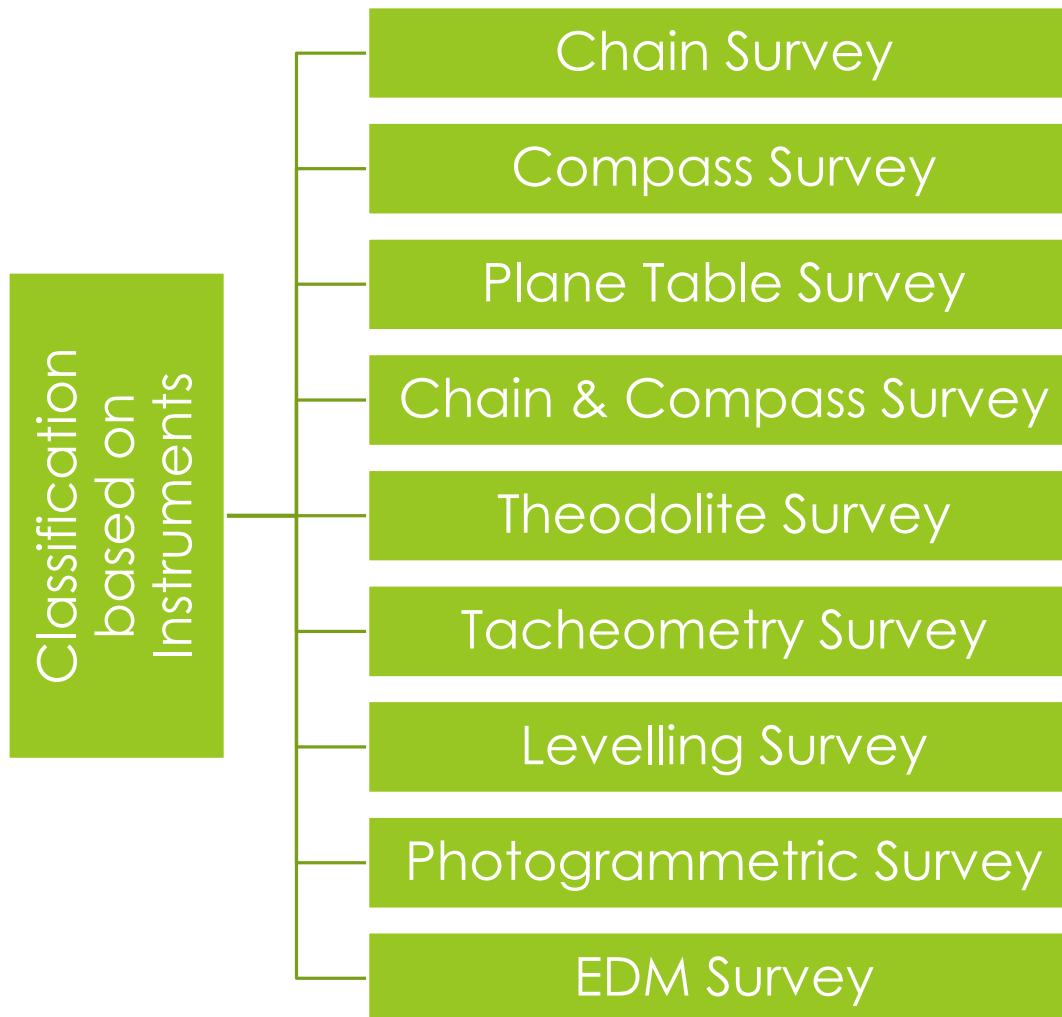 Classification
based on
Instruments
Chain Survey
Compass Survey
Plane Table Survey
Chain & Compass Survey
Theodolite Survey
Tacheometry Survey
Levelling Survey
Photogrammetric Survey
EDM Survey